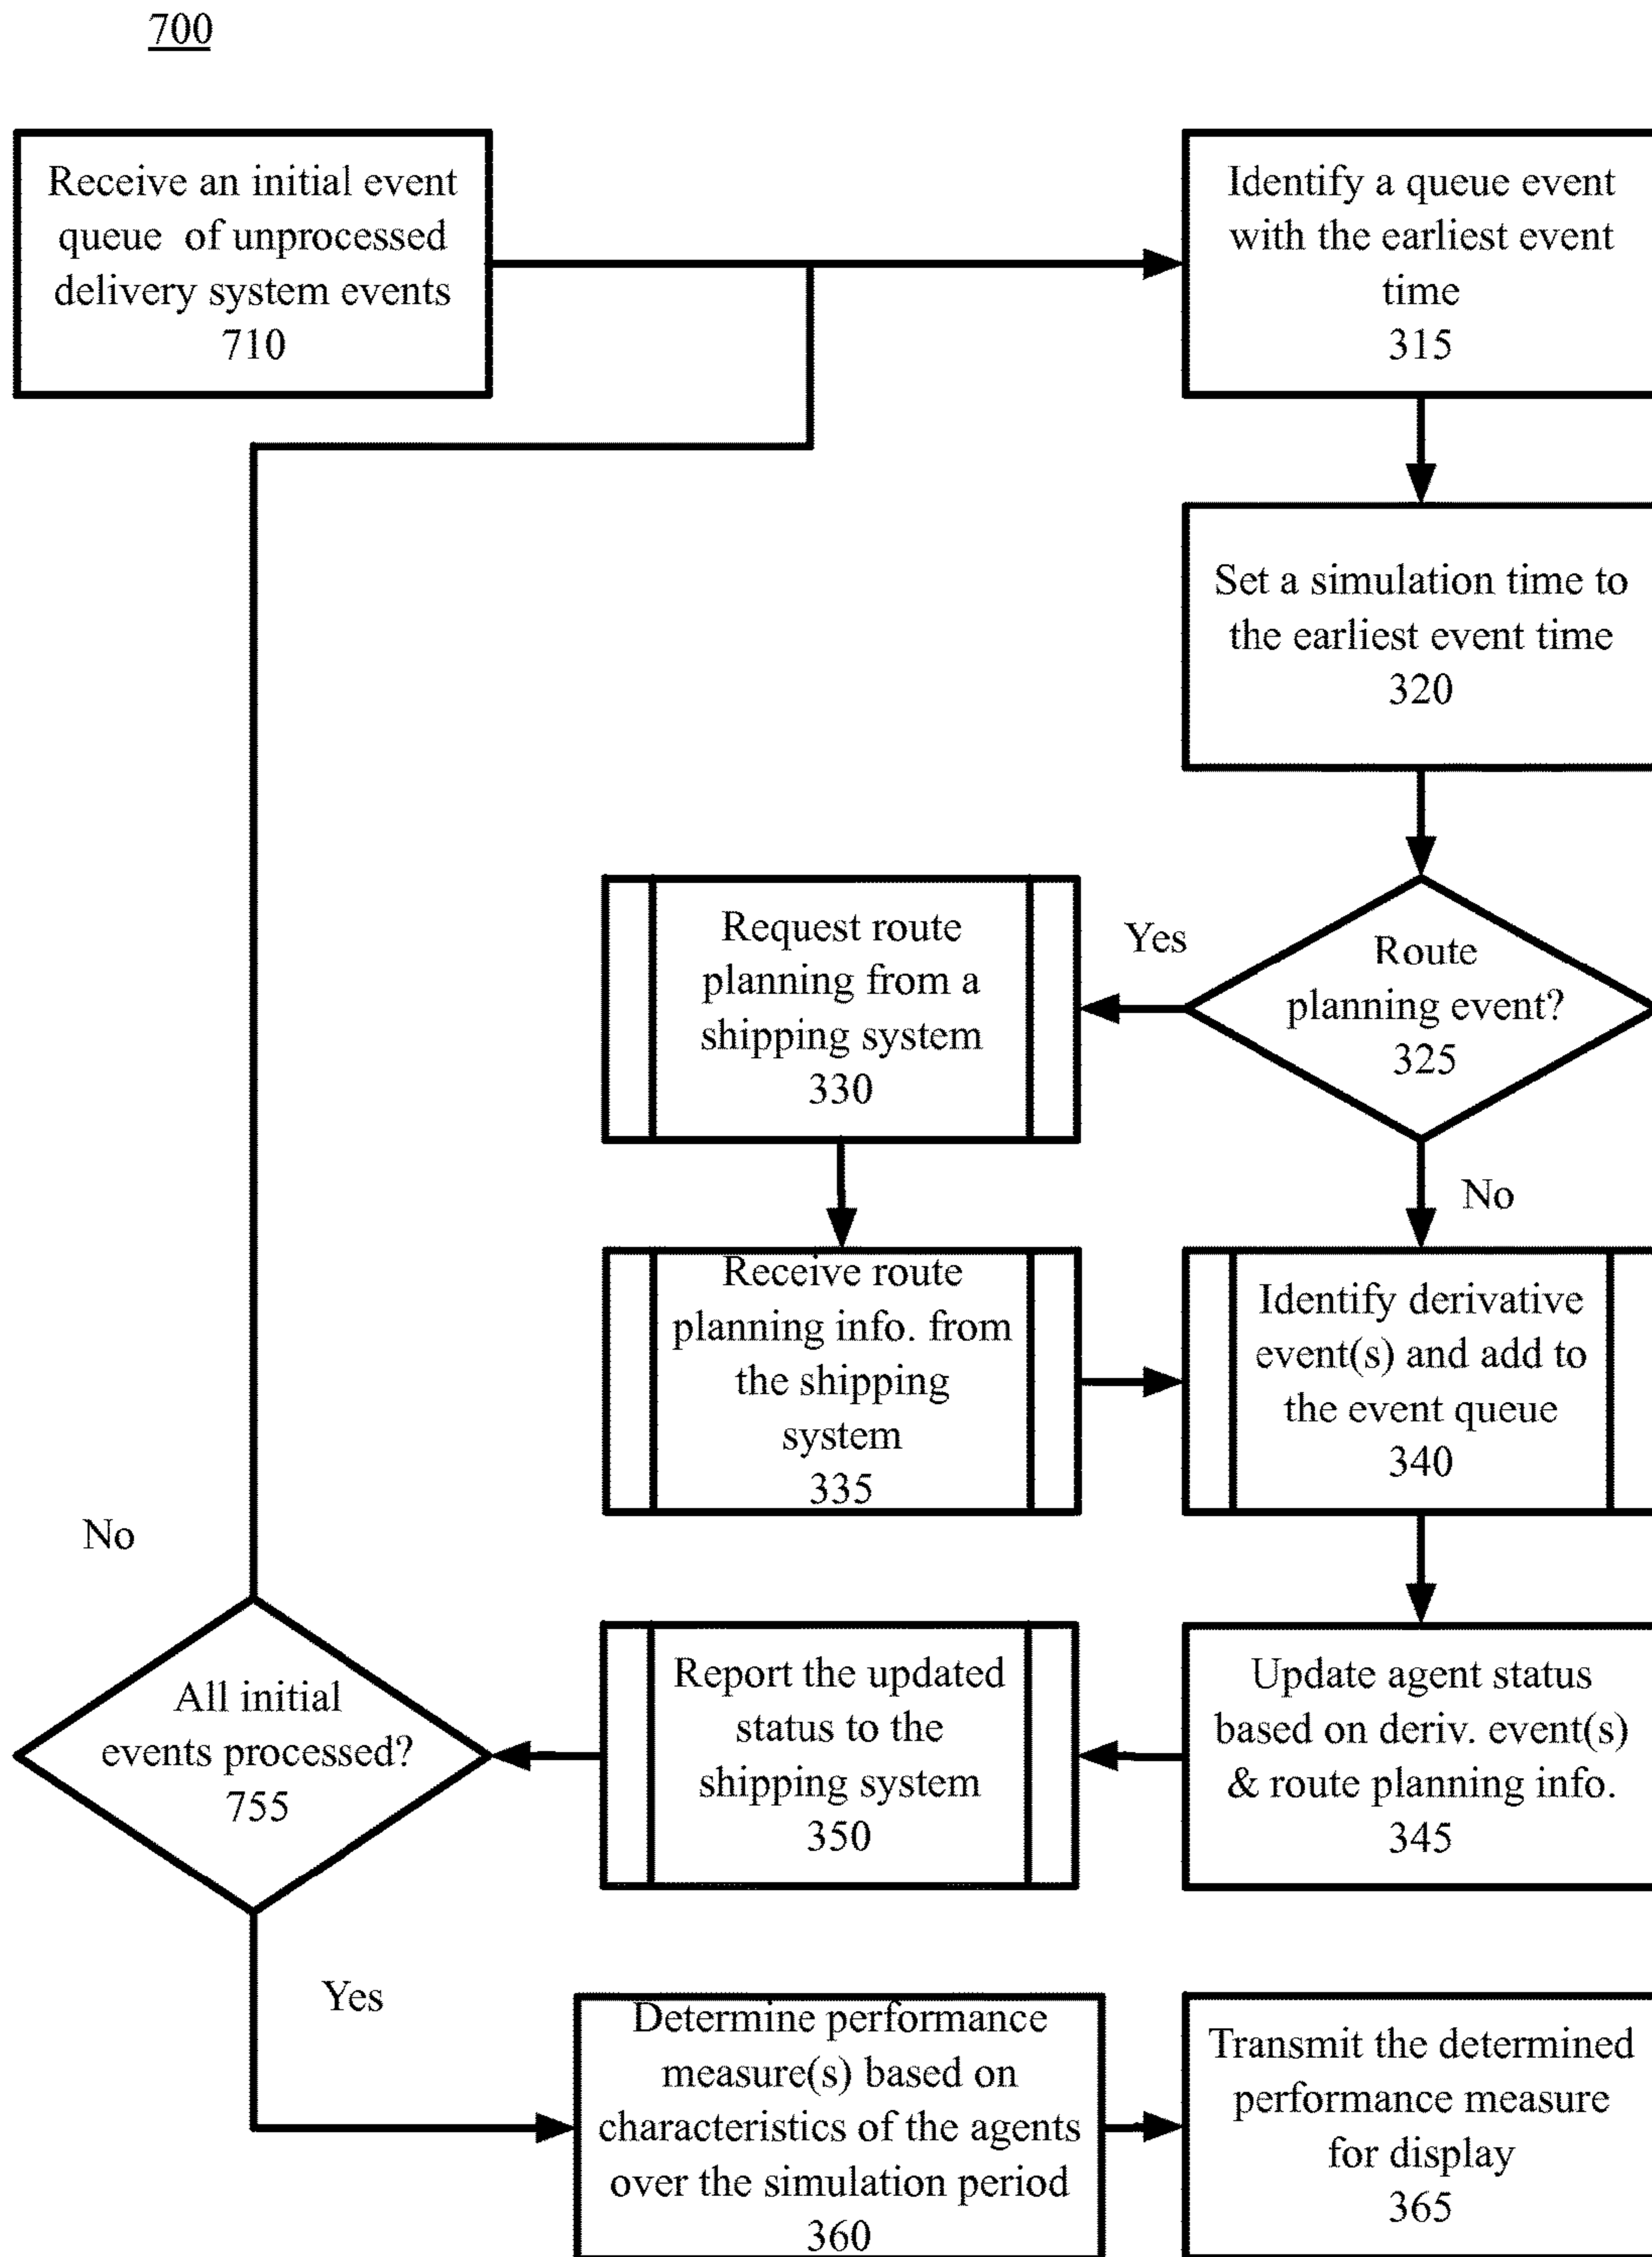 700
Receive an initial event
queue of unprocessed
delivery system events
710
Identify a queue event
with the earliest event
time
315
Set a simulation time to
the earliest event time
320
Route
planning event?
325
Yes
Request route
planning from a
shipping system
330
No
Receive route
planning info. from
the shipping
system
335
Identify derivative
event(s) and add to
the event queue
340
Update agent status
based on deriv. event(s)
& route planning info.
345
Report the updated
status to the
shipping system
350
No
All initial
events processed?
755
Yes
Determine performance
measure(s) based on
characteristics of the agents
over the simulation period
360
Transmit the determined
performance measure
for display
365